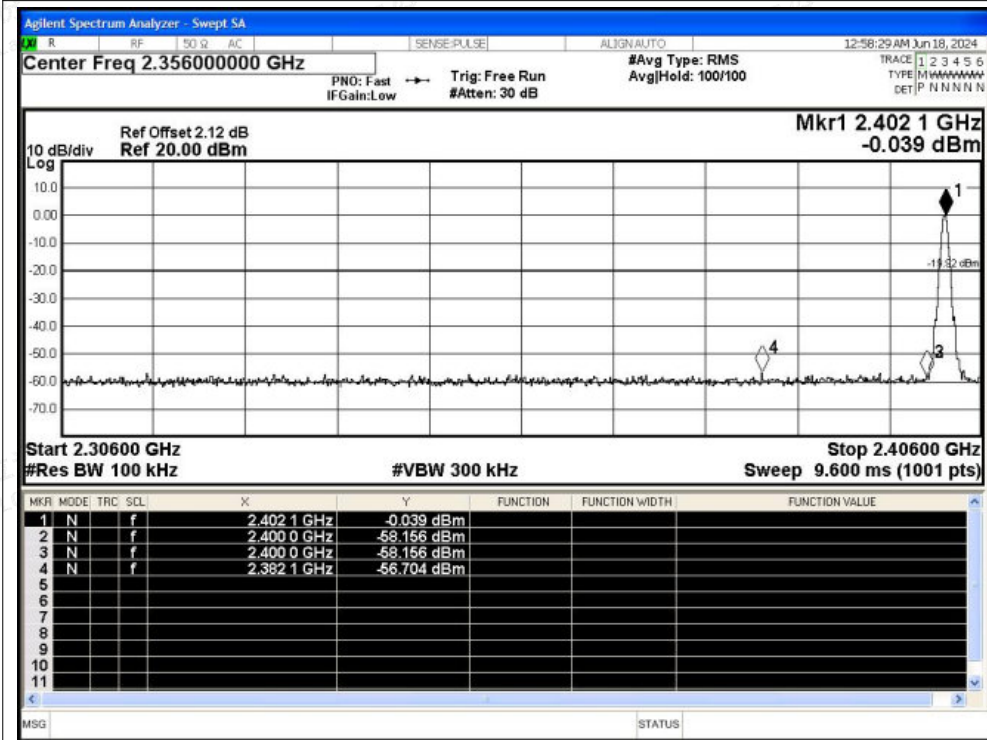 Agilent Spectrum Analyzer - Swept SA
LXI R RF 50 Ω AC SENSE:PULSE ALIGN AUTO 12:58:29 AM Jun 18, 2024
Center Freq 2.356000000 GHz #Avg Type: RMS TRACE 1 2 3 4 5 6
PNO: Fast Trig: Free Run Avg|Hold: 100/100 TYPE MWWWWW
IFGain:Low #Atten: 30 dB DET P N N N N N
Mkr1 2.402 1 GHz
Ref Offset 2.12 dB
10 dB/div Ref 20.00 dBm -0.039 dBm
Log
10.0
1
0.00
-10.0
-19.92 dBm
-20.0
-30.0
-40.0
-50.0
4
3
-60.0
-70.0
Start 2.30600 GHz Stop 2.40600 GHz
#Res BW 100 kHz #VBW 300 kHz Sweep 9.600 ms (1001 pts)
MKR MODE TRC SCL X Y FUNCTION FUNCTION WIDTH FUNCTION VALUE
1 N f 2.402 1 GHz -0.039 dBm
2 N f 2.400 0 GHz -58.156 dBm
3 N f 2.400 0 GHz -58.156 dBm
4 N f 2.382 1 GHz -56.704 dBm
5
6
7
8
9
10
11
MSG STATUS